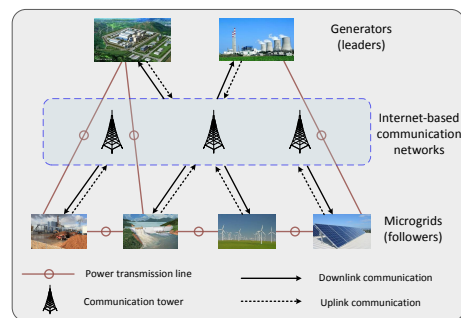 Generators
(leaders)
Internet-based
communication
networks
Microgrids
(followers)
Power transmission line
Downlink communication
Communication tower
Uplink communication